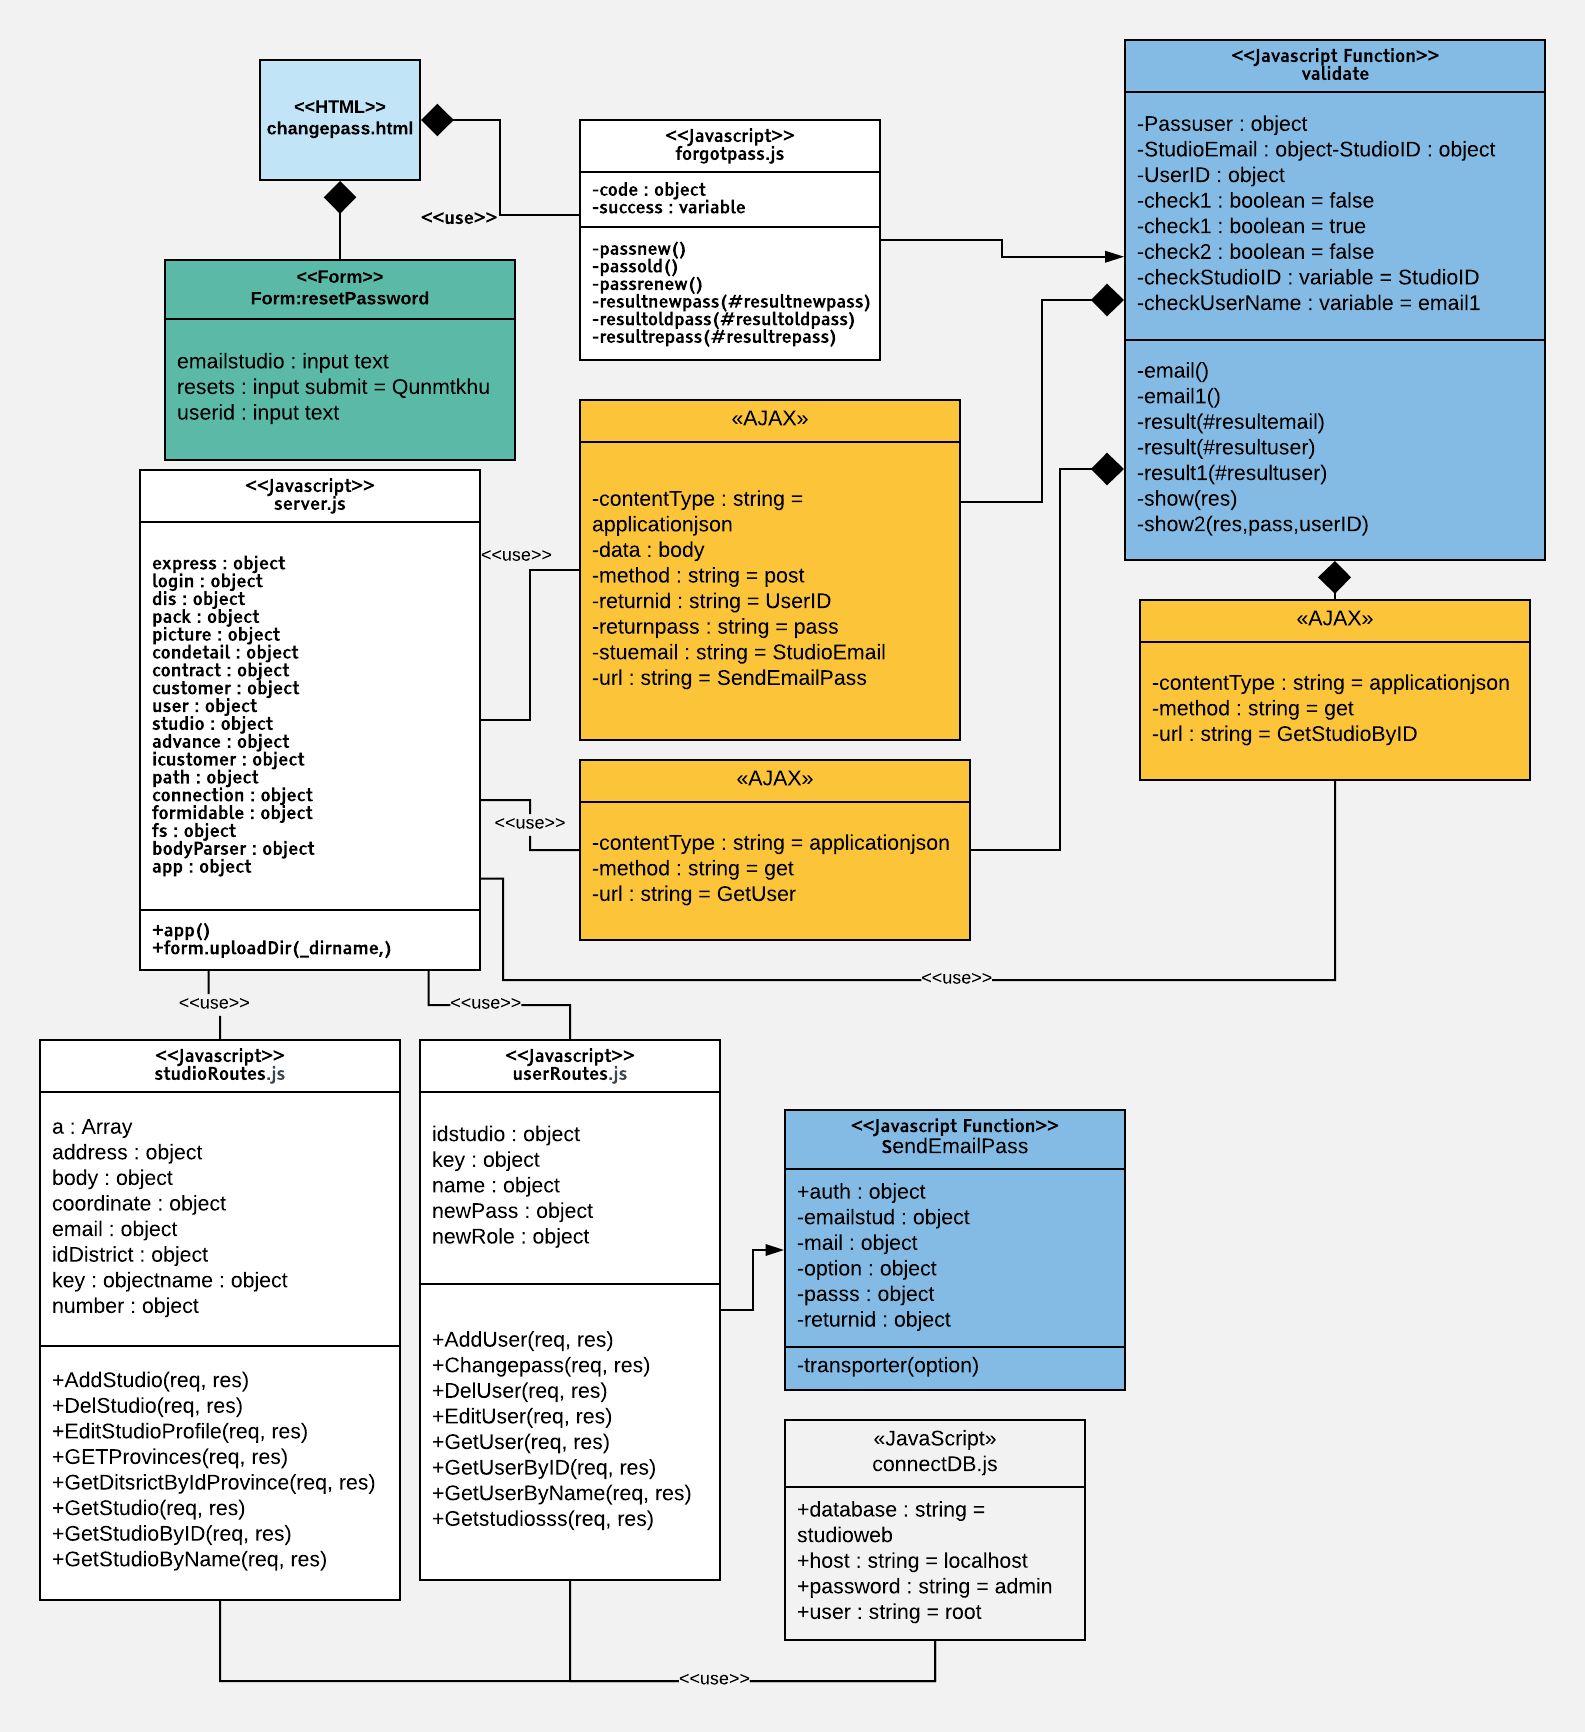 <<HTML>>
changepass.html
<<use>>
<<Form>>
Form:resetPassword
emailstudio : input text
resets : input submit = Qunmtkhu
userid : input text
<<Javascript>>
forgotpass.js
-code : object
-success : variable
-passnew()
-passold()
-passrenew()
-resultnewpass(#resultnewpass)
-resultoldpass(#resultoldpass)
-resultrepass(#resultrepass)
<<Javascript Function>>
validate
-Passuser : object
-StudioEmail : object-StudioID : object
-UserID : object
-check1 : boolean = false
-check1 : boolean = true
-check2 : boolean = false
-checkStudioID : variable = StudioID
-checkUserName : variable = email1
-email()
-email1()
-result(#resultemail)
-result(#resultuser)
-result1(#resultuser)
-show(res)
-show2(res,pass,userID)
<<Javascript>>
server.js
express : object
login : object
dis : object
pack : object
picture : object
condetail : object
contract : object
customer : object
user : object
studio : object
advance : object
icustomer : object
path : object
connection : object
formidable : object
fs : object
bodyParser : object
app : object
+app()
+form.uploadDir(_dirname,)
<<use>>
«AJAX»
-contentType : string =
applicationjson
-data : body
-method : string = post
-returnid : string = UserID
-returnpass : string = pass
-stuemail : string = StudioEmail
-url : string = SendEmailPass
<<use>>
«AJAX»
-contentType : string = applicationjson
-method : string = get
-url : string = GetUser
«AJAX»
-contentType : string = applicationjson
-method : string = get
-url : string = GetStudioByID
<<use>>
<<use>>
<<use>>
<<Javascript>>
studioRoutes.js
a : Array
address : object
body : object
coordinate : object
email : object
idDistrict : object
key : objectname : object
number : object
+AddStudio(req, res)
+DelStudio(req, res)
+EditStudioProfile(req, res)
+GETProvinces(req, res)
+GetDitsrictByIdProvince(req, res)
+GetStudio(req, res)
+GetStudioByID(req, res)
+GetStudioByName(req, res)
<<Javascript>>
userRoutes.js
idstudio : object
key : object
name : object
newPass : object
newRole : object
+AddUser(req, res)
+Changepass(req, res)
+DelUser(req, res)
+EditUser(req, res)
+GetUser(req, res)
+GetUserByID(req, res)
+GetUserByName(req, res)
+Getstudiosss(req, res)
<<Javascript Function>>
SendEmailPass
+auth : object
-emailstud : object
-mail : object
-option : object
-passs : object
-returnid : object
-transporter(option)
«JavaScript»
connectDB.js
+database : string =
studioweb
+host : string = localhost
+password : string = admin
+user : string = root
<<use>>